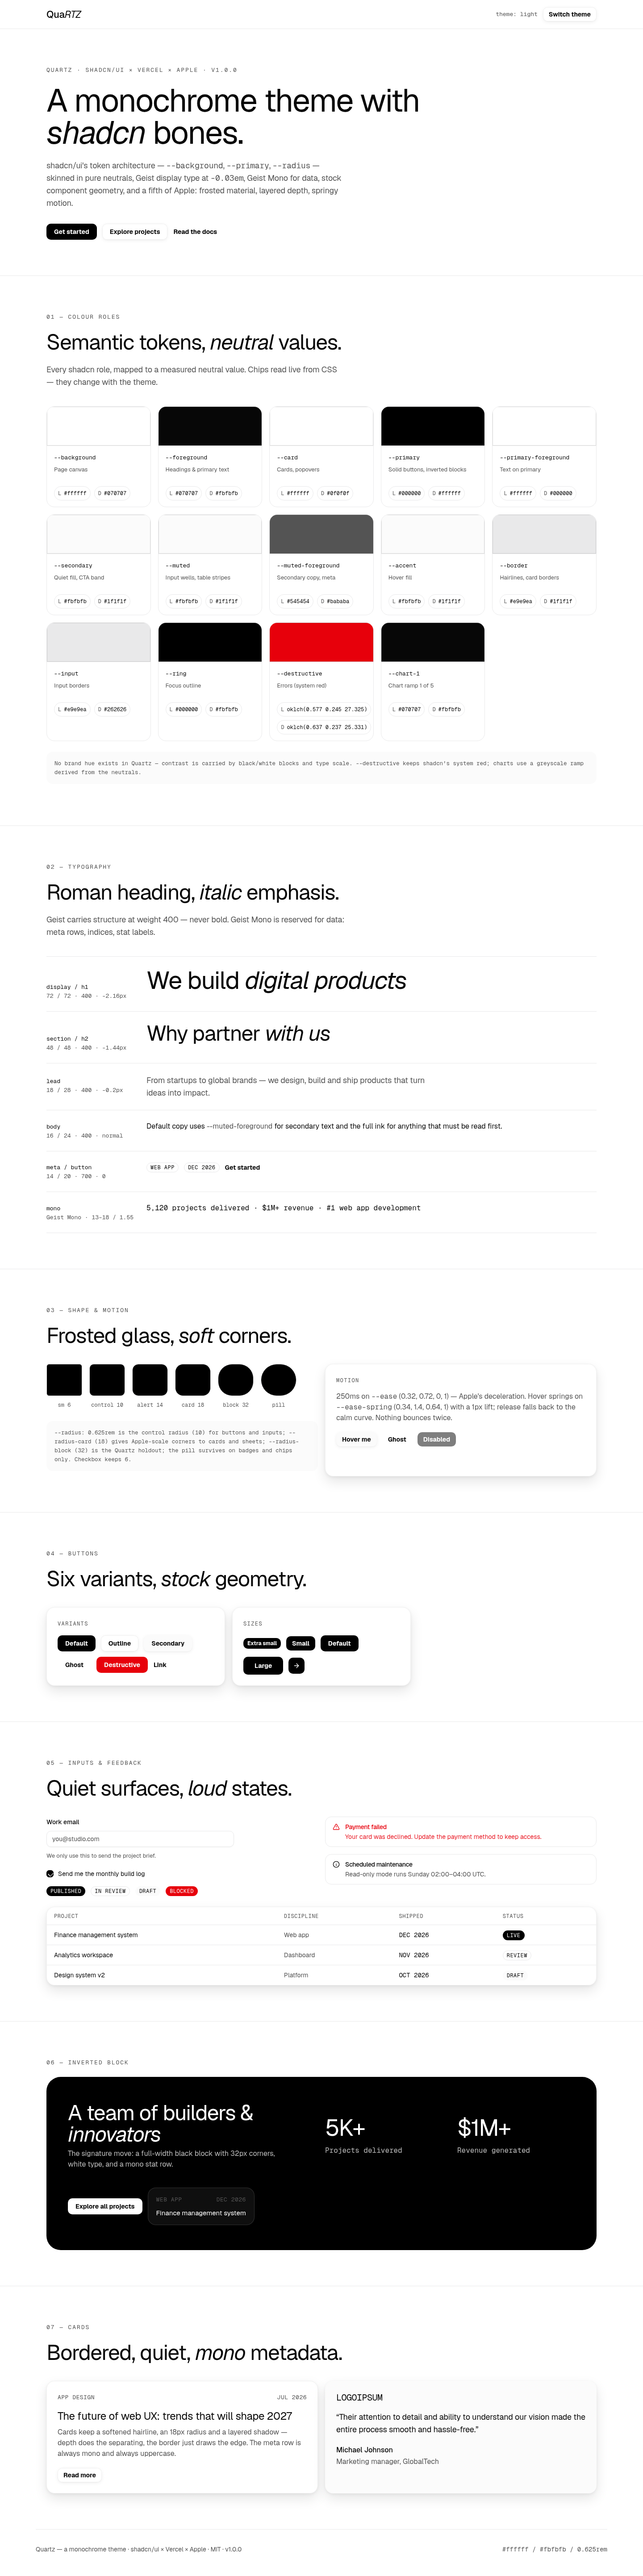 QuaRTZ
theme: light
Switch theme
QUARTZ · SHADCN/UI × VERCEL × APPLE · V1.0.0
A monochrome theme with
shadcn bones.
shadcn/ui's token architecture — --background, --primary, --radius —
skinned in pure neutrals, Geist display type at -0.03em, Geist Mono for data, stock
component geometry, and a fifth of Apple: frosted material, layered depth, springy
motion.
Get started
Explore projects
Read the docs
01 — COLOUR ROLES
Semantic tokens, neutral values.
Every shadcn role, mapped to a measured neutral value. Chips read live from CSS
— they change with the theme.
--background
Page canvas
L #ffffff
D #070707
--foreground
Headings & primary text
L #070707
D #fbfbfb
--card
Cards, popovers
L #ffffff
D #0f0f0f
--primary
Solid buttons, inverted blocks
L #000000
D #ffffff
--primary-foreground
Text on primary
L #ffffff
D #000000
--secondary
Quiet fill, CTA band
L #fbfbfb
D #1f1f1f
--muted
Input wells, table stripes
L #fbfbfb
D #1f1f1f
--muted-foreground
Secondary copy, meta
L #545454
D #bababa
--accent
Hover fill
L #fbfbfb
D #1f1f1f
--border
Hairlines, card borders
L #e9e9ea
D #1f1f1f
--input
Input borders
L #e9e9ea
D #262626
--ring
Focus outline
L #000000
D #fbfbfb
--destructive
Errors (system red)
L oklch(0.577 0.245 27.325)
D oklch(0.637 0.237 25.331)
--chart-1
Chart ramp 1 of 5
L #070707
D #fbfbfb
No brand hue exists in Quartz — contrast is carried by black/white blocks and type scale. --destructive keeps shadcn's system red; charts use a greyscale ramp
derived from the neutrals.
02 — TYPOGRAPHY
Roman heading, italic emphasis.
Geist carries structure at weight 400 — never bold. Geist Mono is reserved for data:
meta rows, indices, stat labels.
display / h1
72 / 72 · 400 · -2.16px
We build digital products
section / h2
48 / 48 · 400 · -1.44px
Why partner with us
lead
18 / 28 · 400 · -0.2px
From startups to global brands — we design, build and ship products that turn
ideas into impact.
body
16 / 24 · 400 · normal
Default copy uses --muted-foreground for secondary text and the full ink for anything that must be read first.
meta / button
14 / 20 · 700 · 0
WEB APP
DEC 2026
Get started
mono
Geist Mono · 13–18 / 1.55
5,120 projects delivered · $1M+ revenue · #1 web app development
03 — SHAPE & MOTION
Frosted glass, soft corners.
sm 6
control 10
alert 14
card 18
block 32
pill
--radius: 0.625rem is the control radius (10) for buttons and inputs; --
radius-card (18) gives Apple-scale corners to cards and sheets; --radius-
block (32) is the Quartz holdout; the pill survives on badges and chips
only. Checkbox keeps 6.
MOTION
250ms on --ease (0.32, 0.72, 0, 1) — Apple's deceleration. Hover springs on
--ease-spring (0.34, 1.4, 0.64, 1) with a 1px lift; release falls back to the
calm curve. Nothing bounces twice.
Hover me
Ghost
Disabled
04 — BUTTONS
Six variants, stock geometry.
VARIANTS
Default
Outline
Secondary
Ghost
Destructive
Link
SIZES
Extra small
Small
Default
Large
→
05 — INPUTS & FEEDBACK
Quiet surfaces, loud states.
Work email
you@studio.com
We only use this to send the project brief.
Send me the monthly build log
PUBLISHED
IN REVIEW
DRAFT
BLOCKED
Payment failed
Your card was declined. Update the payment method to keep access.
Scheduled maintenance
Read-only mode runs Sunday 02:00–04:00 UTC.
PROJECT DISCIPLINE SHIPPED STATUS
Finance management system Web app DEC 2026 LIVE
Analytics workspace Dashboard NOV 2026 REVIEW
Design system v2 Platform OCT 2026 DRAFT
06 — INVERTED BLOCK
A team of builders &
innovators
The signature move: a full-width black block with 32px corners,
white type, and a mono stat row.
Explore all projects
WEB APP
DEC 2026
Finance management system
5K+
Projects delivered
$1M+
Revenue generated
07 — CARDS
Bordered, quiet, mono metadata.
APP DESIGN
JUL 2026
The future of web UX: trends that will shape 2027
Cards keep a softened hairline, an 18px radius and a layered shadow —
depth does the separating, the border just draws the edge. The meta row is
always mono and always uppercase.
Read more
LOGOIPSUM
“Their attention to detail and ability to understand our vision made the
entire process smooth and hassle-free.”
Michael Johnson
Marketing manager, GlobalTech
Quartz — a monochrome theme · shadcn/ui × Vercel × Apple · MIT · v1.0.0
#ffffff / #fbfbfb / 0.625rem